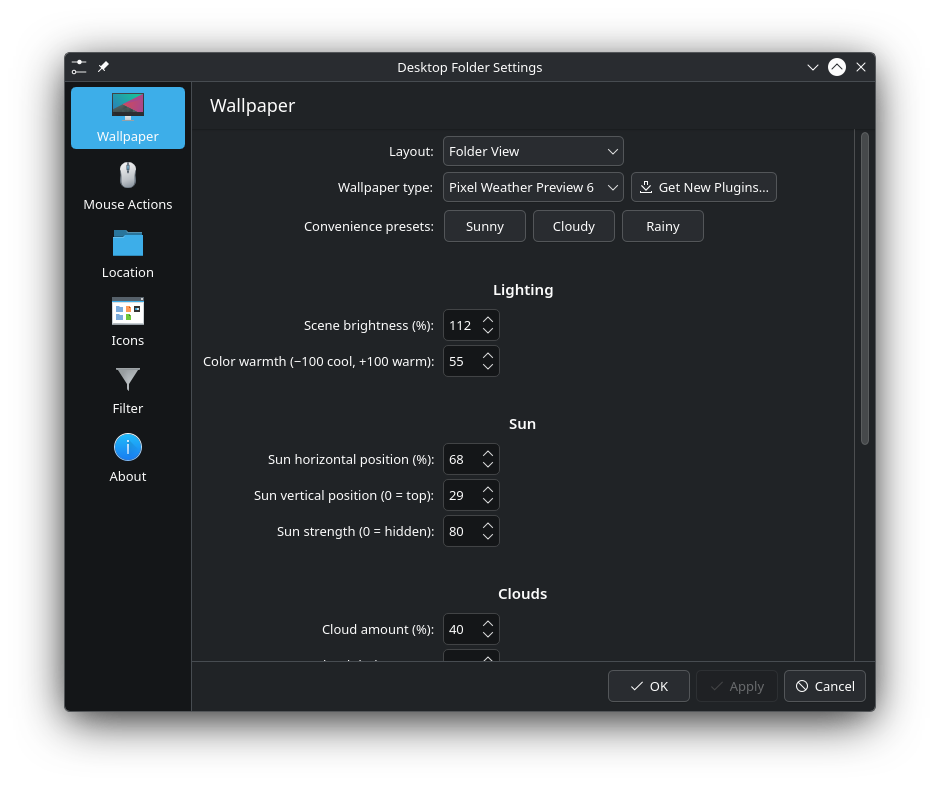 Desktop Folder Settings
Wallpaper
Mouse Actions
Location
Icons
Filter
About
Wallpaper
Layout: Folder View
Wallpaper type: Pixel Weather Preview 6 Get New Plugins...
Convenience presets: Sunny Cloudy Rainy
Lighting
Scene brightness (%): 112
Color warmth (−100 cool, +100 warm): 55
Sun
Sun horizontal position (%): 68
Sun vertical position (0 = top): 29
Sun strength (0 = hidden): 80
Clouds
Cloud amount (%): 40
OK Apply Cancel